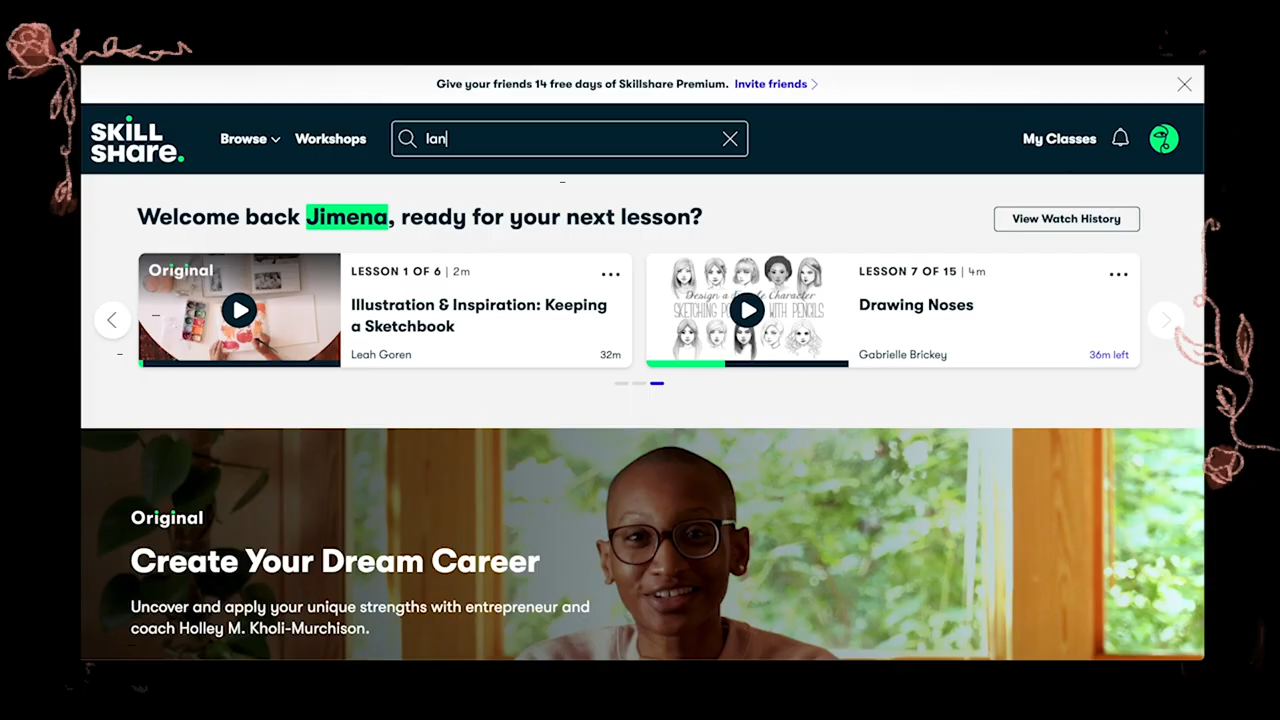 Give your friends 14 free days of Skillshare Premium. Invite friends
SKILL
SHare.
Browse
Workshops
lan
My Classes
Welcome back Jimena, ready for your next lesson?
View Watch History
Original
LESSON 1 OF 6 | 2m
Illustration & Inspiration: Keeping
a Sketchbook
Leah Goren
32m
LESSON 7 OF 15 | 4m
Drawing Noses
Gabrielle Brickey
36m left
Original
Create Your Dream Career
Uncover and apply your unique strengths with entrepreneur and
coach Holley M. Kholi-Murchison.